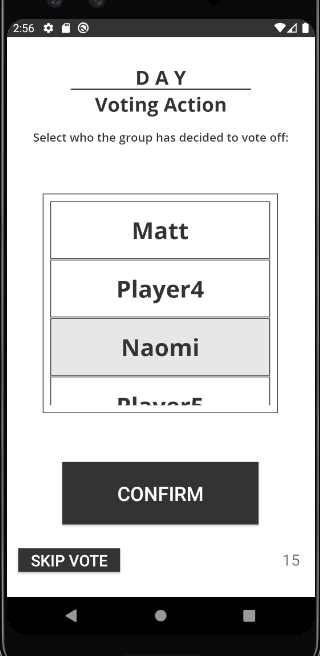 2:56
DAY
Voting Action
Select who the group has decided to vote off:
Matt
Player4
Naomi
Player5
CONFIRM
SKIP VOTE
15